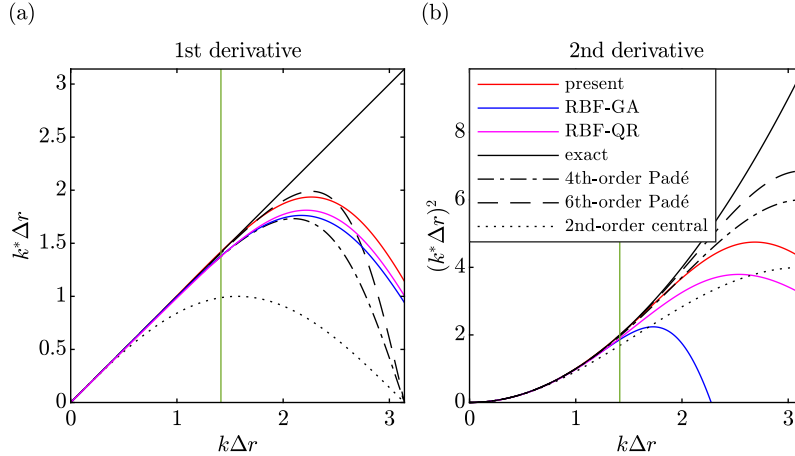 (a)
(b)
1st derivative
2nd derivative
3
2.5
2
1.5
1
0.5
0
k*Δr
0
1
2
3
kΔr
8
6
4
2
0
(k*Δr)²
0
1
2
3
kΔr
present
RBF-GA
RBF-QR
exact
4th-order Padé
6th-order Padé
2nd-order central